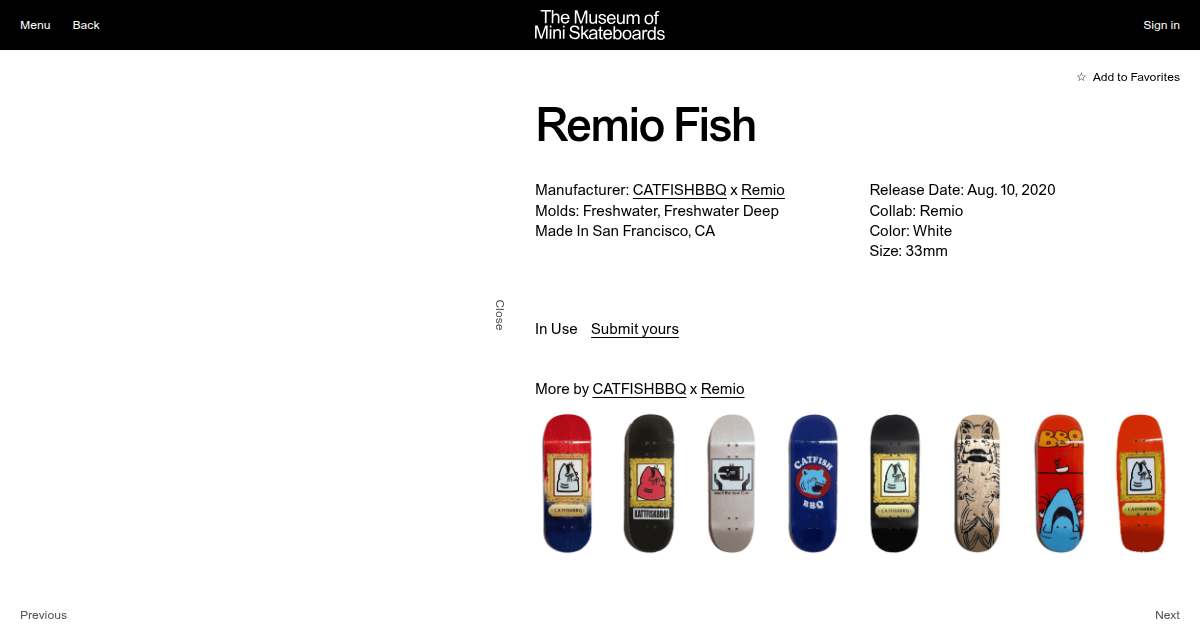 Menu
Back
The Museum of
Mini Skateboards
Sign in
☆ Add to Favorites
Remio Fish
Manufacturer: CATFISHBBQ x Remio
Molds: Freshwater, Freshwater Deep
Made In San Francisco, CA
Release Date: Aug. 10, 2020
Collab: Remio
Color: White
Size: 33mm
Close
In Use
Submit yours
More by CATFISHBBQ x Remio
CATFISHBBQ
CATFISH
BBQ
CATFISHBBQ
BBQ
CATFISHBBQ
Previous
Next